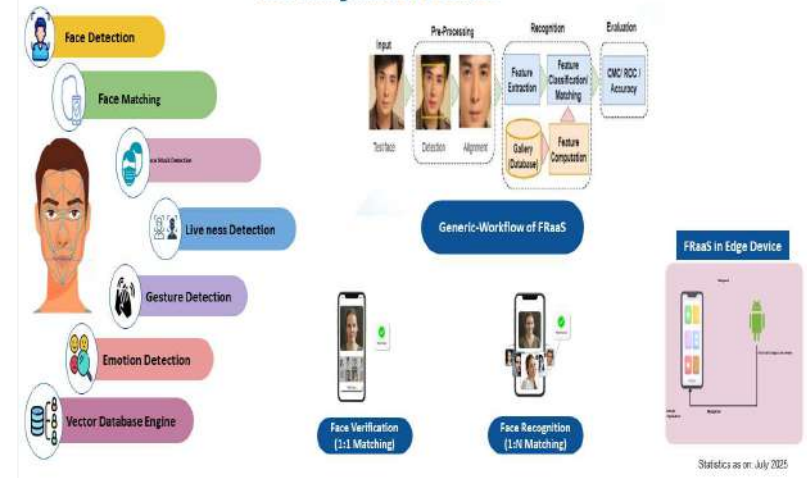 Face Detection
Face Matching
Live ness Detection
Gesture Detection
Emotion Detection
Vector Database Engine
Pre-Processing
Recognition
Evaluation
Input
Feature
Extraction
Feature
Classification/
Matching
CMC/ ROC /
Accuracy
Gallery
(Database)
Feature
Computation
Test face
Detection
Alignment
Generic-Workflow of FRaaS
Face Verification
(1:1 Matching)
Face Recognition
(1:N Matching)
FRaaS in Edge Device
Statistics as on: July 2025